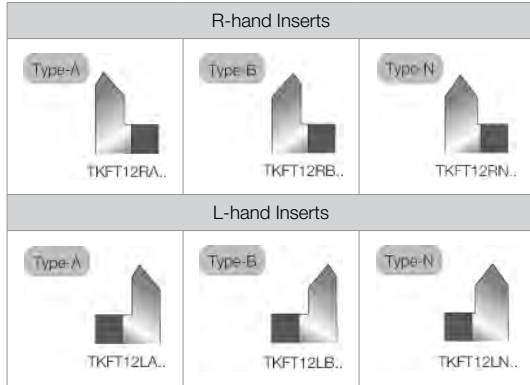 R-hand Inserts
Type-A
Type-B
Type-N
TKFT12RA..
TKFT12RB..
TKFT12RN..
L-hand Inserts
Type-A
Type-B
Type-N
TKFT12LA..
TKFT12LB..
TKFT12LN..